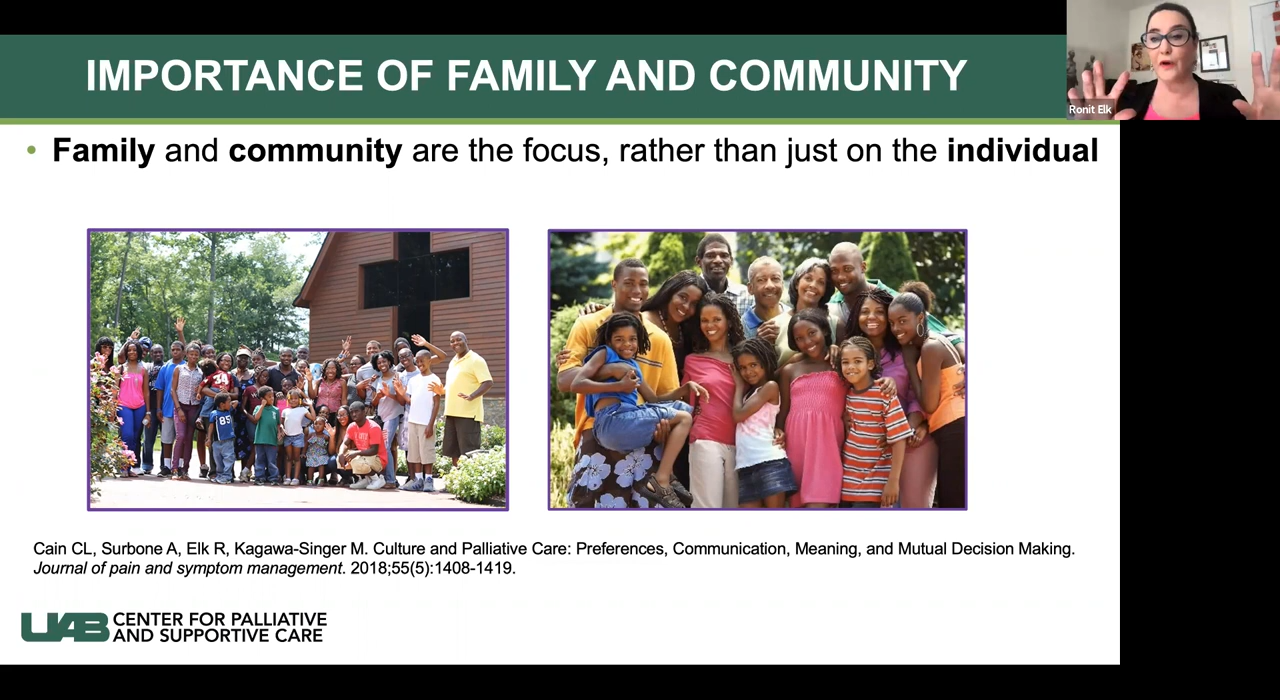 IMPORTANCE OF FAMILY AND COMMUNITY
Ronit Elk
• Family and community are the focus, rather than just on the individual
34
85
Cain CL, Surbone A, Elk R, Kagawa-Singer M. Culture and Palliative Care: Preferences, Communication, Meaning, and Mutual Decision Making.
Journal of pain and symptom management. 2018;55(5):1408-1419.
UAB CENTER FOR PALLIATIVE
AND SUPPORTIVE CARE